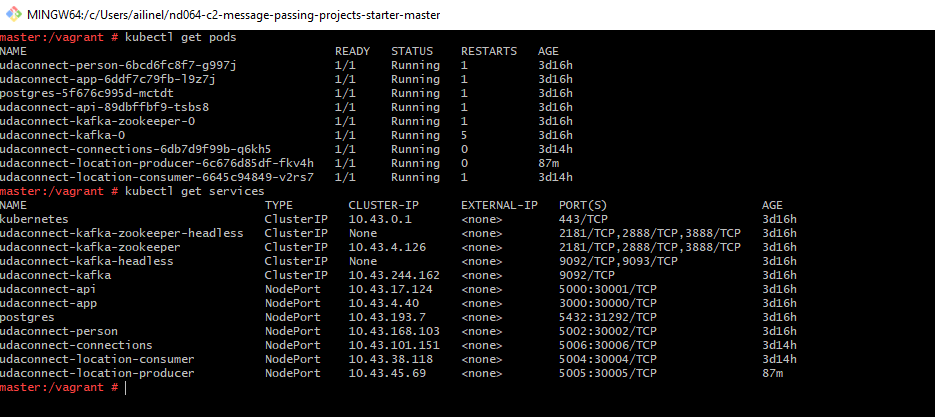 MINGW64:/c/Users/ailinel/nd064-c2-message-passing-projects-starter-master
master:/vagrant # kubectl get pods
NAME READY STATUS RESTARTS AGE
udaconnect-person-6bcd6fc8f7-g997j 1/1 Running 1 3d16h
udaconnect-app-6ddf7c79fb-l9z7j 1/1 Running 1 3d16h
postgres-5f676c995d-mctdt 1/1 Running 1 3d16h
udaconnect-api-89dbffbf9-tsbs8 1/1 Running 1 3d16h
udaconnect-kafka-zookeeper-0 1/1 Running 1 3d16h
udaconnect-kafka-0 1/1 Running 5 3d16h
udaconnect-connections-6db7d9f99b-q6kh5 1/1 Running 0 3d14h
udaconnect-location-producer-6c676d85df-fkv4h 1/1 Running 0 87m
udaconnect-location-consumer-6645c94849-v2rs7 1/1 Running 1 3d14h
master:/vagrant # kubectl get services
NAME TYPE CLUSTER-IP EXTERNAL-IP PORT(S) AGE
kubernetes ClusterIP 10.43.0.1 <none> 443/TCP 3d16h
udaconnect-kafka-zookeeper-headless ClusterIP None <none> 2181/TCP,2888/TCP,3888/TCP 3d16h
udaconnect-kafka-zookeeper ClusterIP 10.43.4.126 <none> 2181/TCP,2888/TCP,3888/TCP 3d16h
udaconnect-kafka-headless ClusterIP None <none> 9092/TCP,9093/TCP 3d16h
udaconnect-kafka ClusterIP 10.43.244.162 <none> 9092/TCP 3d16h
udaconnect-api NodePort 10.43.17.124 <none> 5000:30001/TCP 3d16h
udaconnect-app NodePort 10.43.4.40 <none> 3000:30000/TCP 3d16h
postgres NodePort 10.43.193.7 <none> 5432:31292/TCP 3d16h
udaconnect-person NodePort 10.43.168.103 <none> 5002:30002/TCP 3d16h
udaconnect-connections NodePort 10.43.101.151 <none> 5006:30006/TCP 3d14h
udaconnect-location-consumer NodePort 10.43.38.118 <none> 5004:30004/TCP 3d14h
udaconnect-location-producer NodePort 10.43.45.69 <none> 5005:30005/TCP 87m
master:/vagrant #